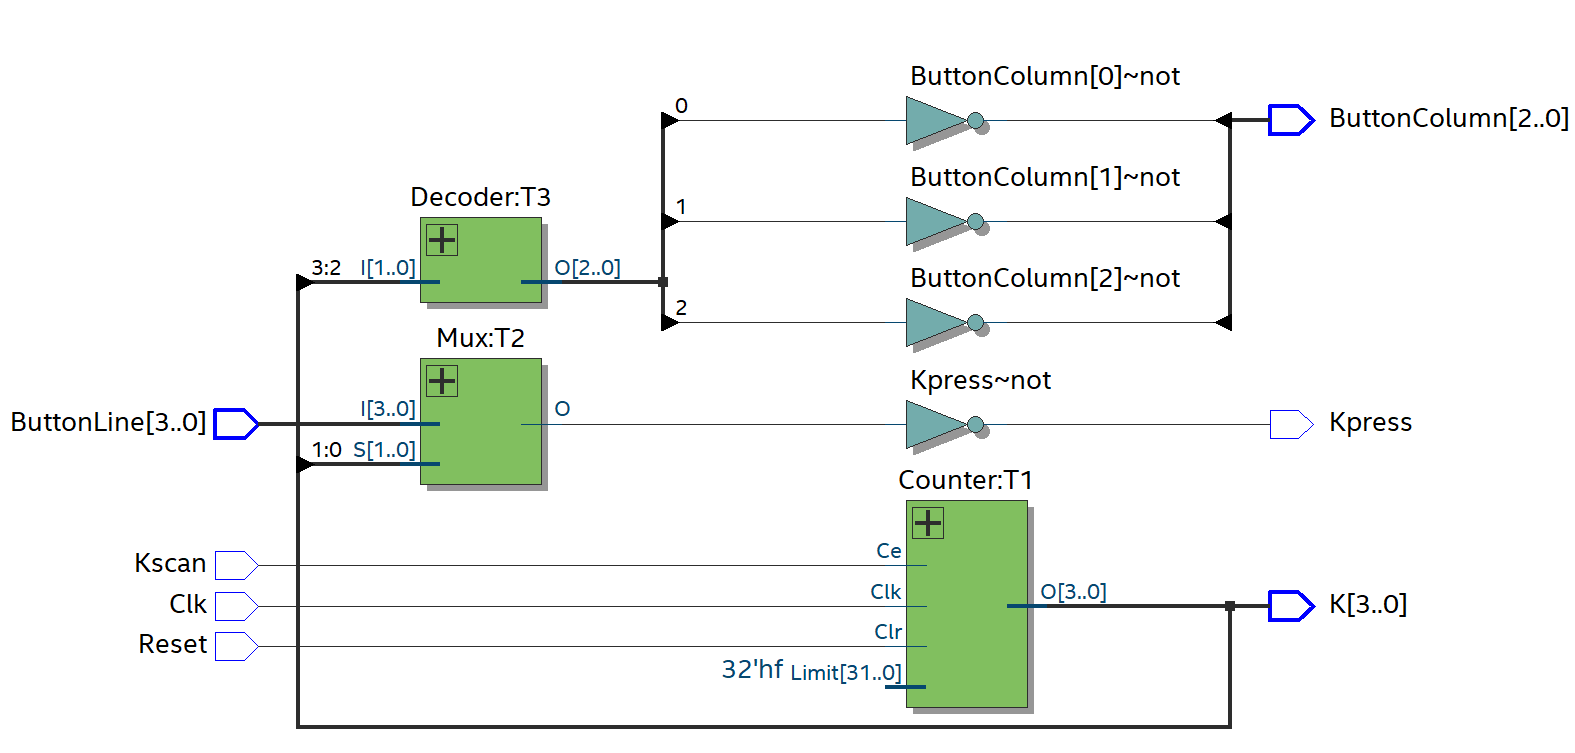 ButtonColumn[0]~not
0
ButtonColumn[2..0]
ButtonColumn[1]~not
1
Decoder:T3
3:2 I[1..0] O[2..0]
ButtonColumn[2]~not
2
Mux:T2
Kpress~not
ButtonLine[3..0] I[3..0] O Kpress
1:0 S[1..0]
Counter:T1
Kscan Ce
Clk Clk O[3..0] K[3..0]
Reset Clr
32'hf Limit[31..0]